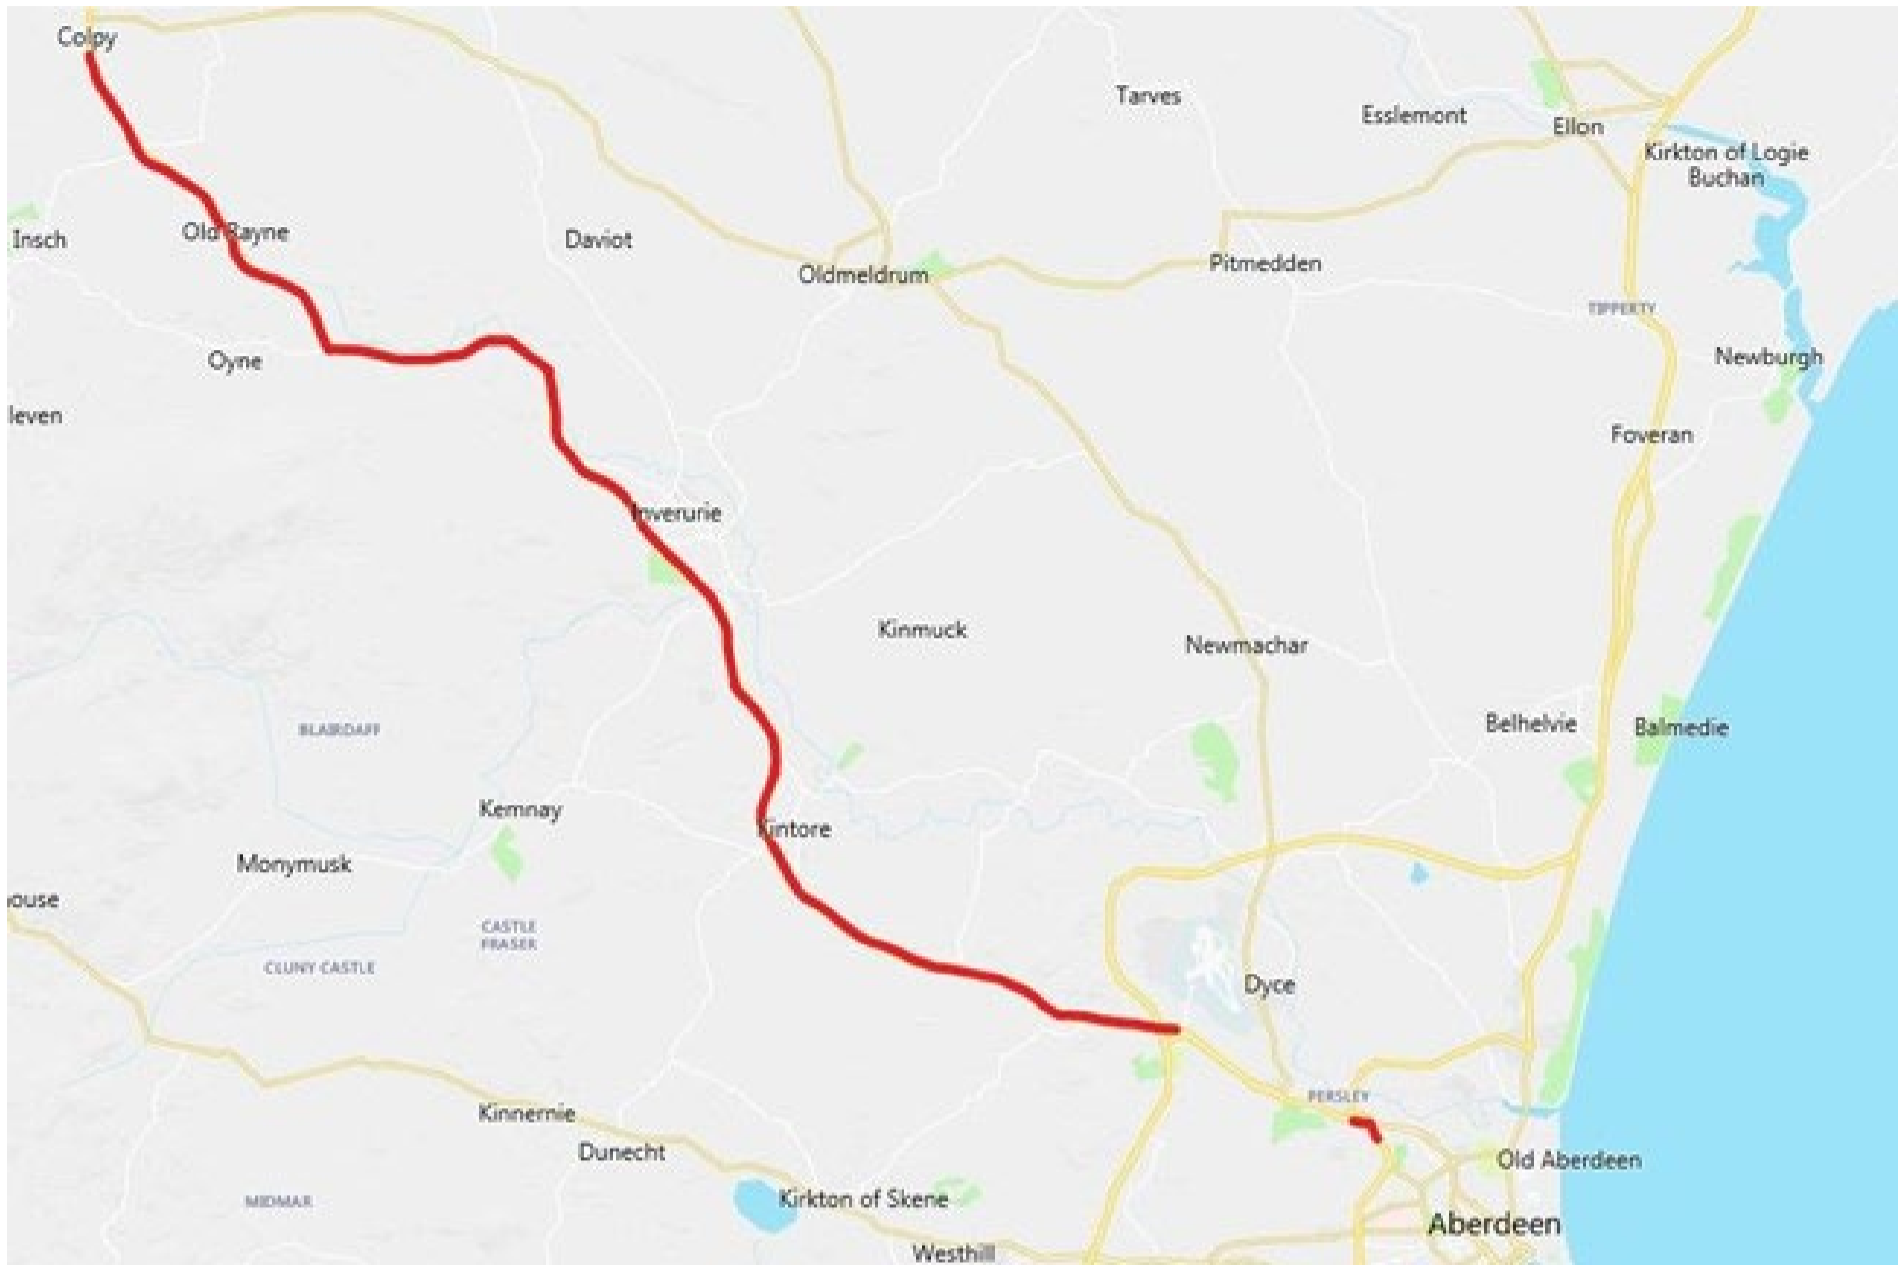 Colpy
Tarves
Esslemont
Ellon
Kirkton of Logie
Buchan
Insch
Old Rayne
Daviot
Oldmeldrum
Pitmedden
TIPPERTY
Oyne
Newburgh
leven
Foveran
Inverurie
Kinmuck
Newmachar
BLAIRDAFF
Belhelvie
Balmedie
Kemnay
Kintore
Monymusk
ouse
CASTLE
FRASER
CLUNY CASTLE
Dyce
PERSLEY
Kinnernie
Dunecht
Old Aberdeen
MIDMAR
Kirkton of Skene
Aberdeen
Westhill